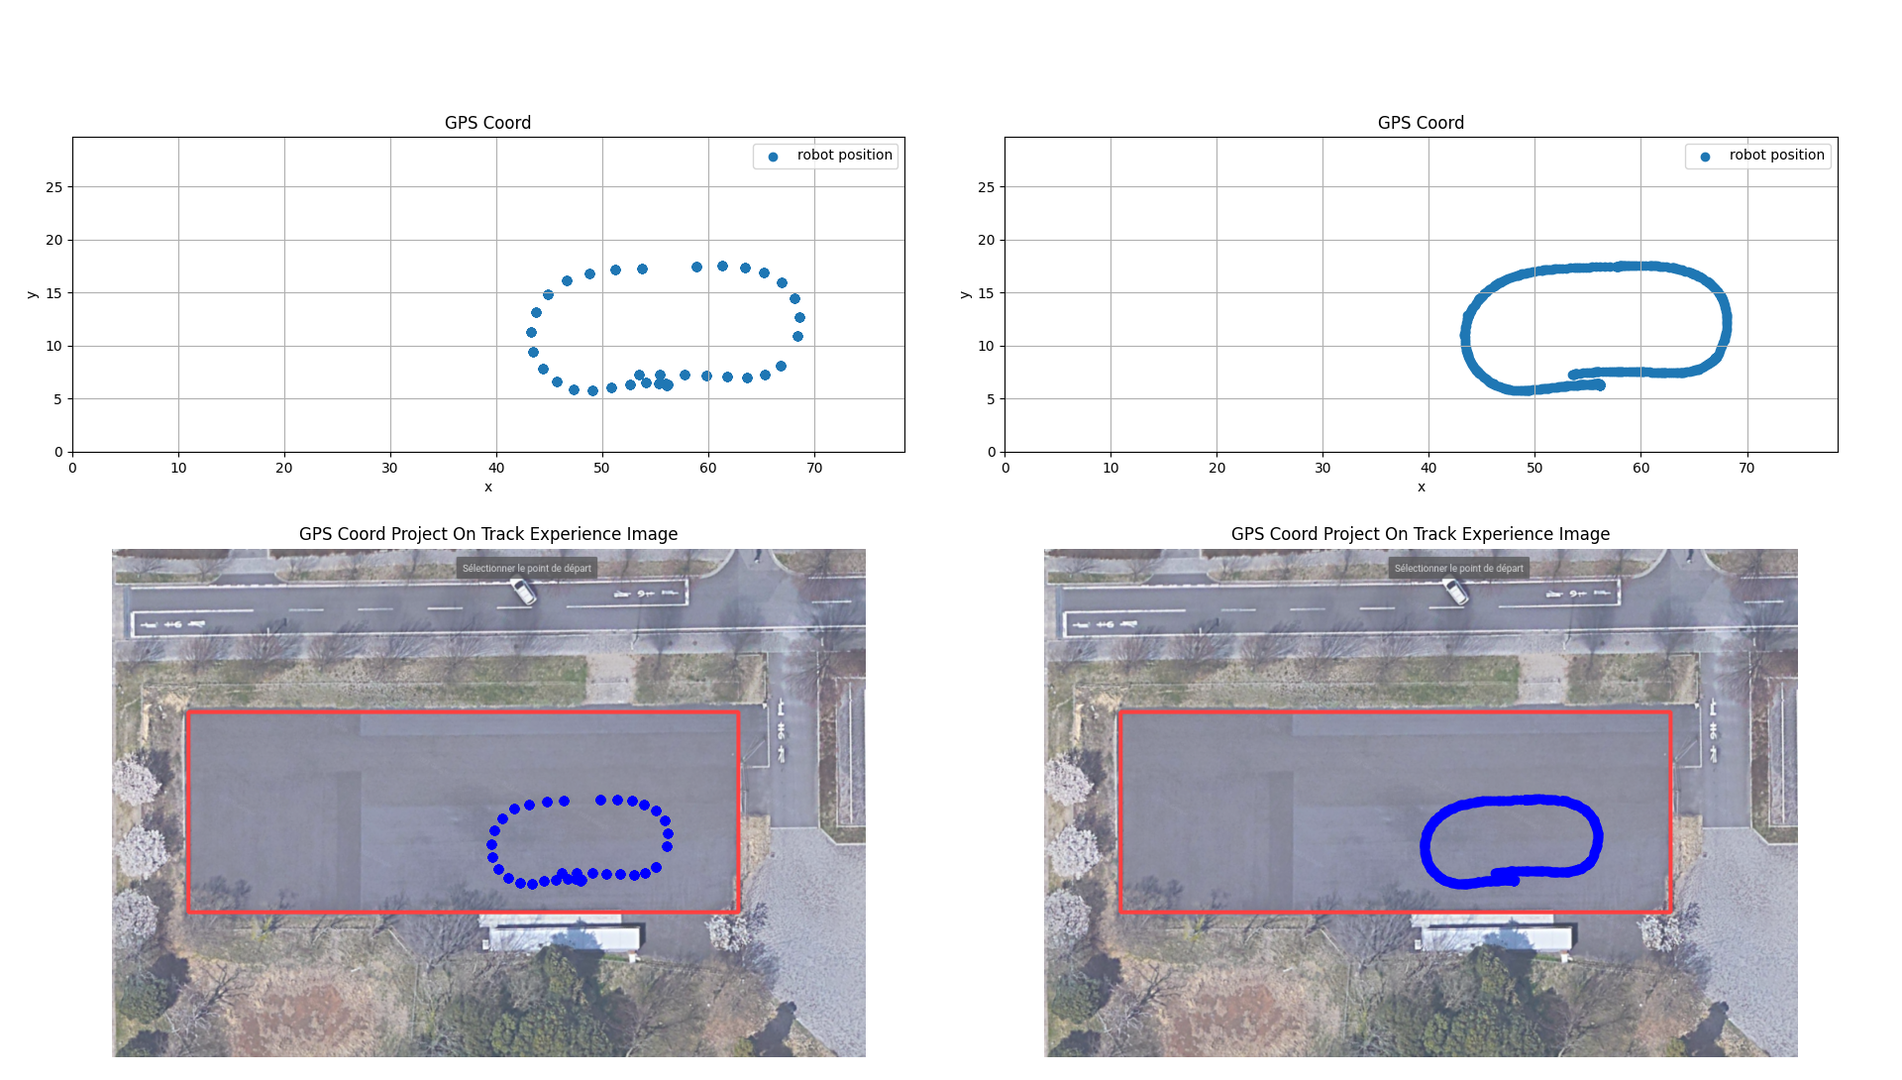 GPS Coord
GPS Coord
robot position
robot position
25
20
15
10
5
0
y
0 10 20 30 40 50 60 70
x
25
20
15
10
5
0
y
0 10 20 30 40 50 60 70
x
GPS Coord Project On Track Experience Image
GPS Coord Project On Track Experience Image
Sélectionner le point de départ
Sélectionner le point de départ